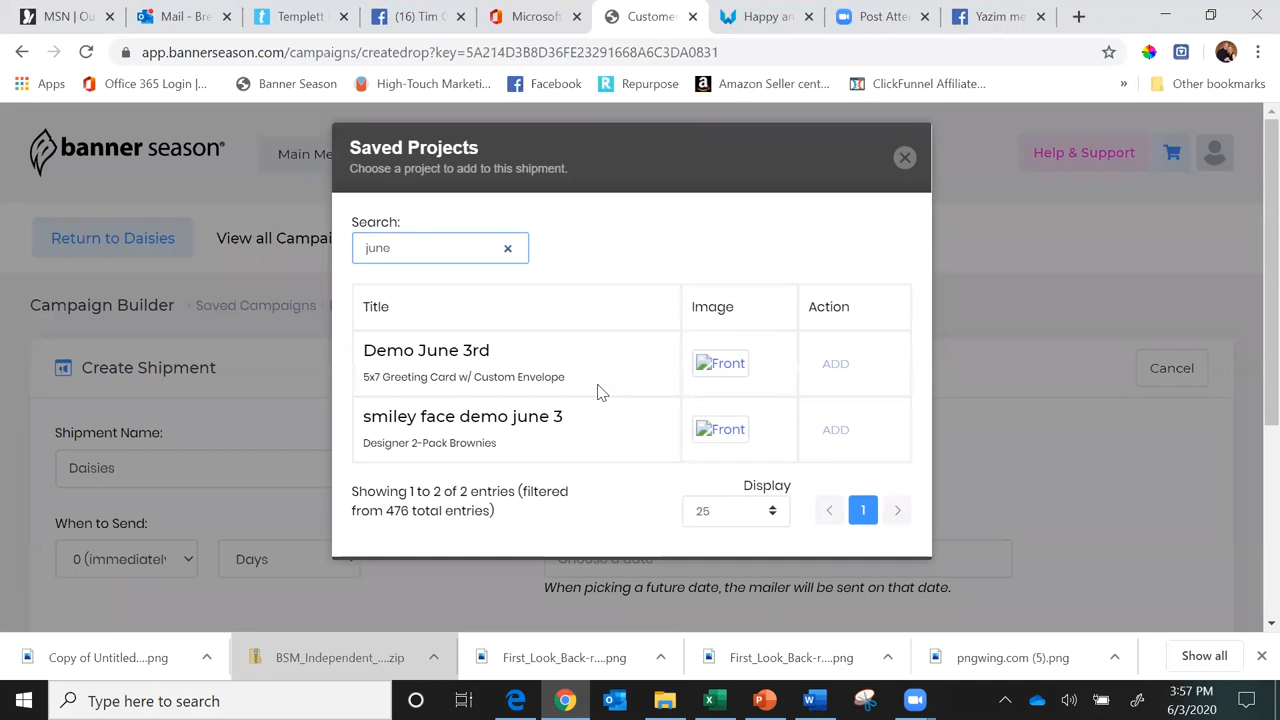 MSN | Ou
Mail - Bre
Templett
(16) Tim C
Microsoft
Custome
Happy an
Post Atte
Yazim me
app.bannerseason.com/campaigns/createdrop?key=5A214D3B8D36FE23291668A6C3DA0831
Apps
Office 365 Login |...
Banner Season
High-Touch Marketi...
Facebook
Repurpose
Amazon Seller cent...
ClickFunnel Affiliate...
»
Other bookmarks
banner season
Main Me
Help & Support
Saved Projects
Choose a project to add to this shipment.
Return to Daisies
View all Campai
Search:
june
Campaign Builder
Saved Campaigns
Title
Image
Action
Create Shipment
Cancel
Demo June 3rd
5x7 Greeting Card w/ Custom Envelope
Front
ADD
Shipment Name:
Daisies
smiley face demo june 3
Designer 2-Pack Brownies
Front
ADD
Showing 1 to 2 of 2 entries (filtered
from 476 total entries)
Display
25
1
When to Send:
0 (immediatel
Days
Choose a date
When picking a future date, the mailer will be sent on that date.
Copy of Untitled....png
BSM_Independent_....zip
First_Look_Back-r....png
First_Look_Back-r....png
pngwing.com (5).png
Show all
Type here to search
3:57 PM
6/3/2020